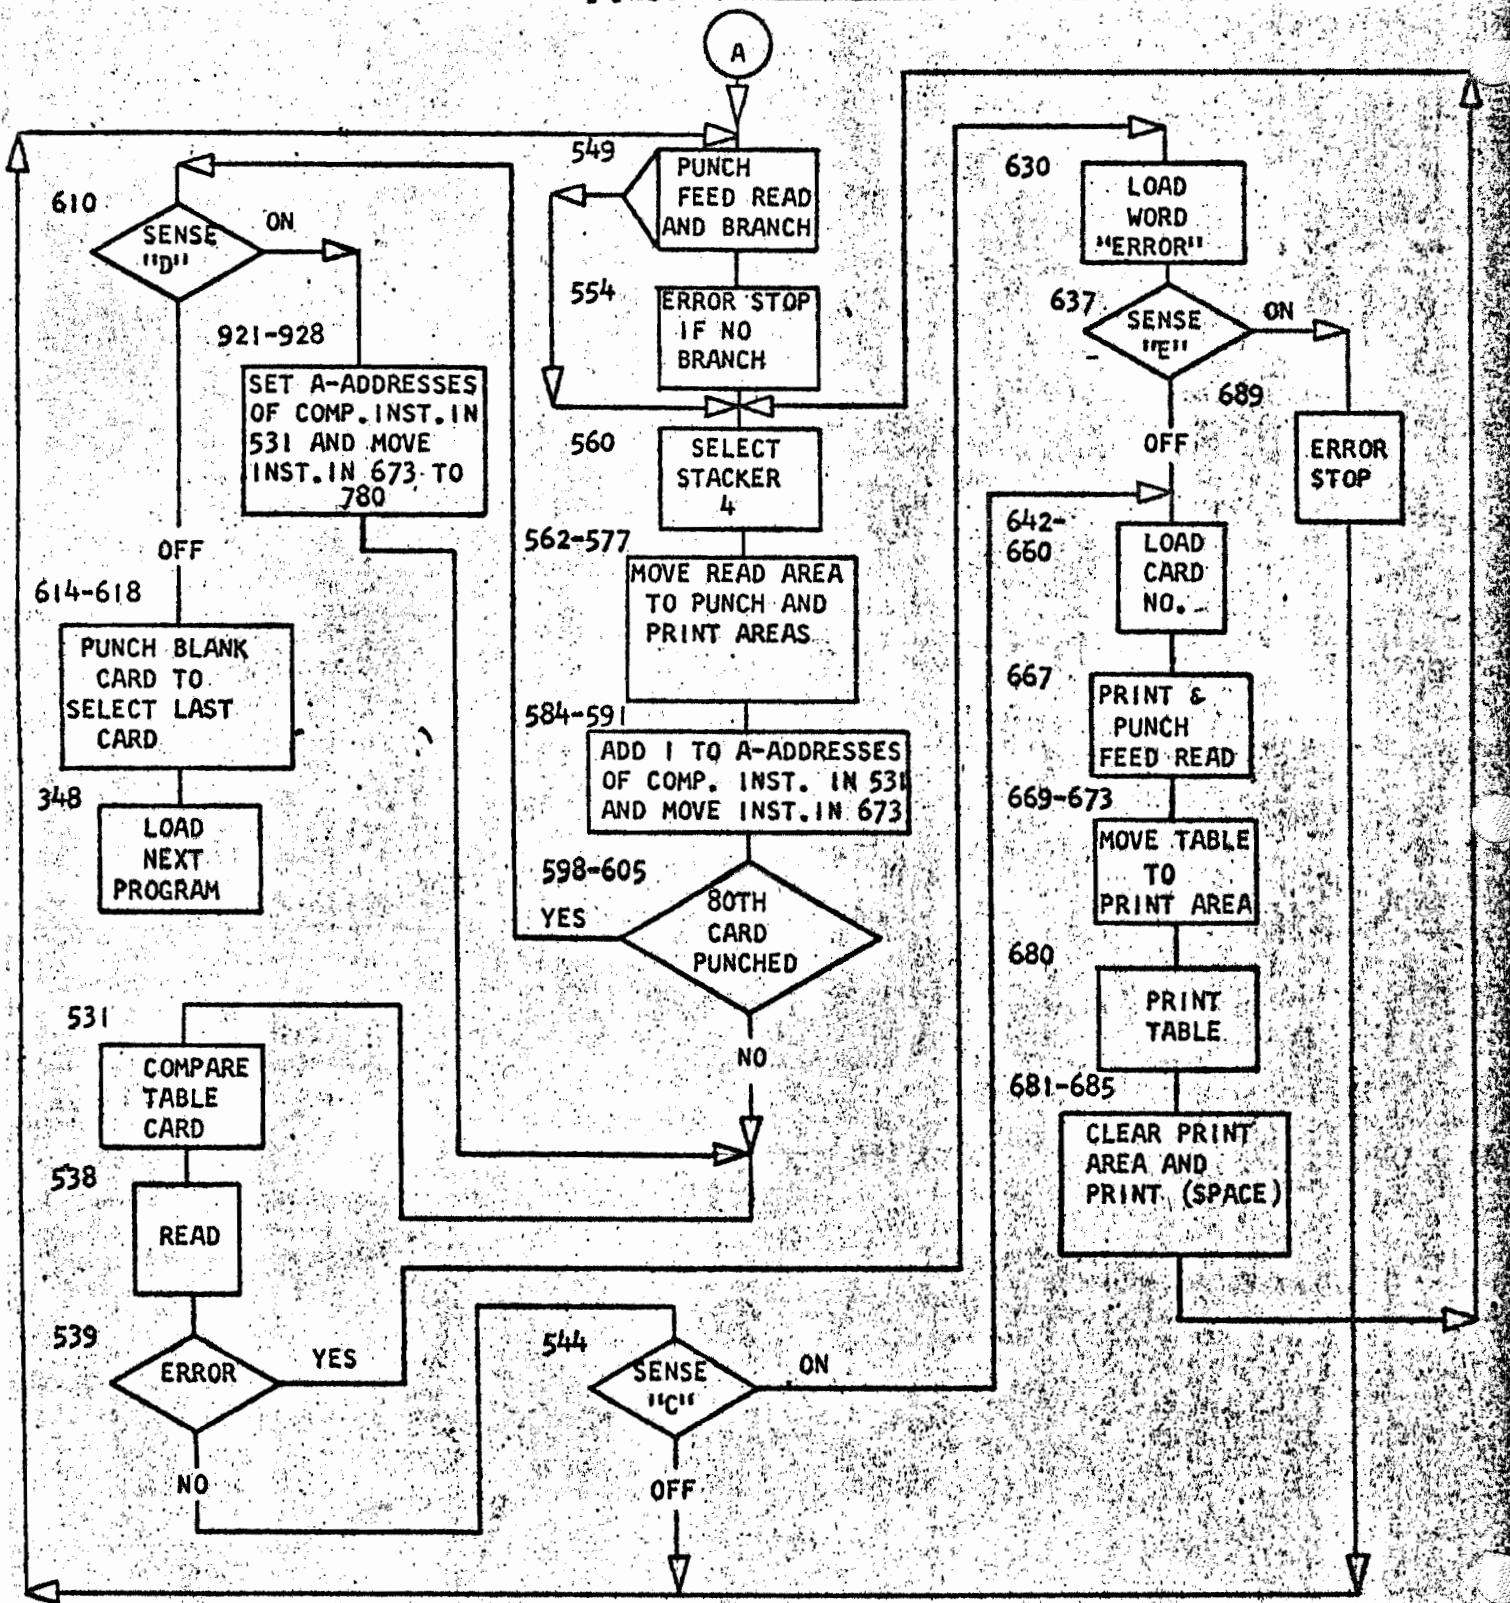 A
549
PUNCH
FEED READ
AND BRANCH
554
ERROR STOP
IF NO
BRANCH
560
SELECT
STACKER
4
562-577
MOVE READ AREA
TO PUNCH AND
PRINT AREAS
584-591
ADD 1 TO A-ADDRESSES
OF COMP. INST. IN 531
AND MOVE INST. IN 673
598-605
80TH
CARD
PUNCHED
YES
NO
610
SENSE
"D"
ON
921-928
SET A-ADDRESSES
OF COMP. INST. IN
531 AND MOVE
INST. IN 673 TO
780
OFF
614-618
PUNCH BLANK
CARD TO
SELECT LAST
CARD
348
LOAD
NEXT
PROGRAM
531
COMPARE
TABLE
CARD
538
READ
539
ERROR
YES
NO
544
SENSE
"C"
ON
OFF
630
LOAD
WORD
"ERROR"
637
SENSE
"E"
ON
689
ERROR
STOP
OFF
642-
660
LOAD
CARD
NO.
667
PRINT &
PUNCH
FEED READ
669-673
MOVE TABLE
TO
PRINT AREA
680
PRINT
TABLE
681-685
CLEAR PRINT
AREA AND
PRINT (SPACE)